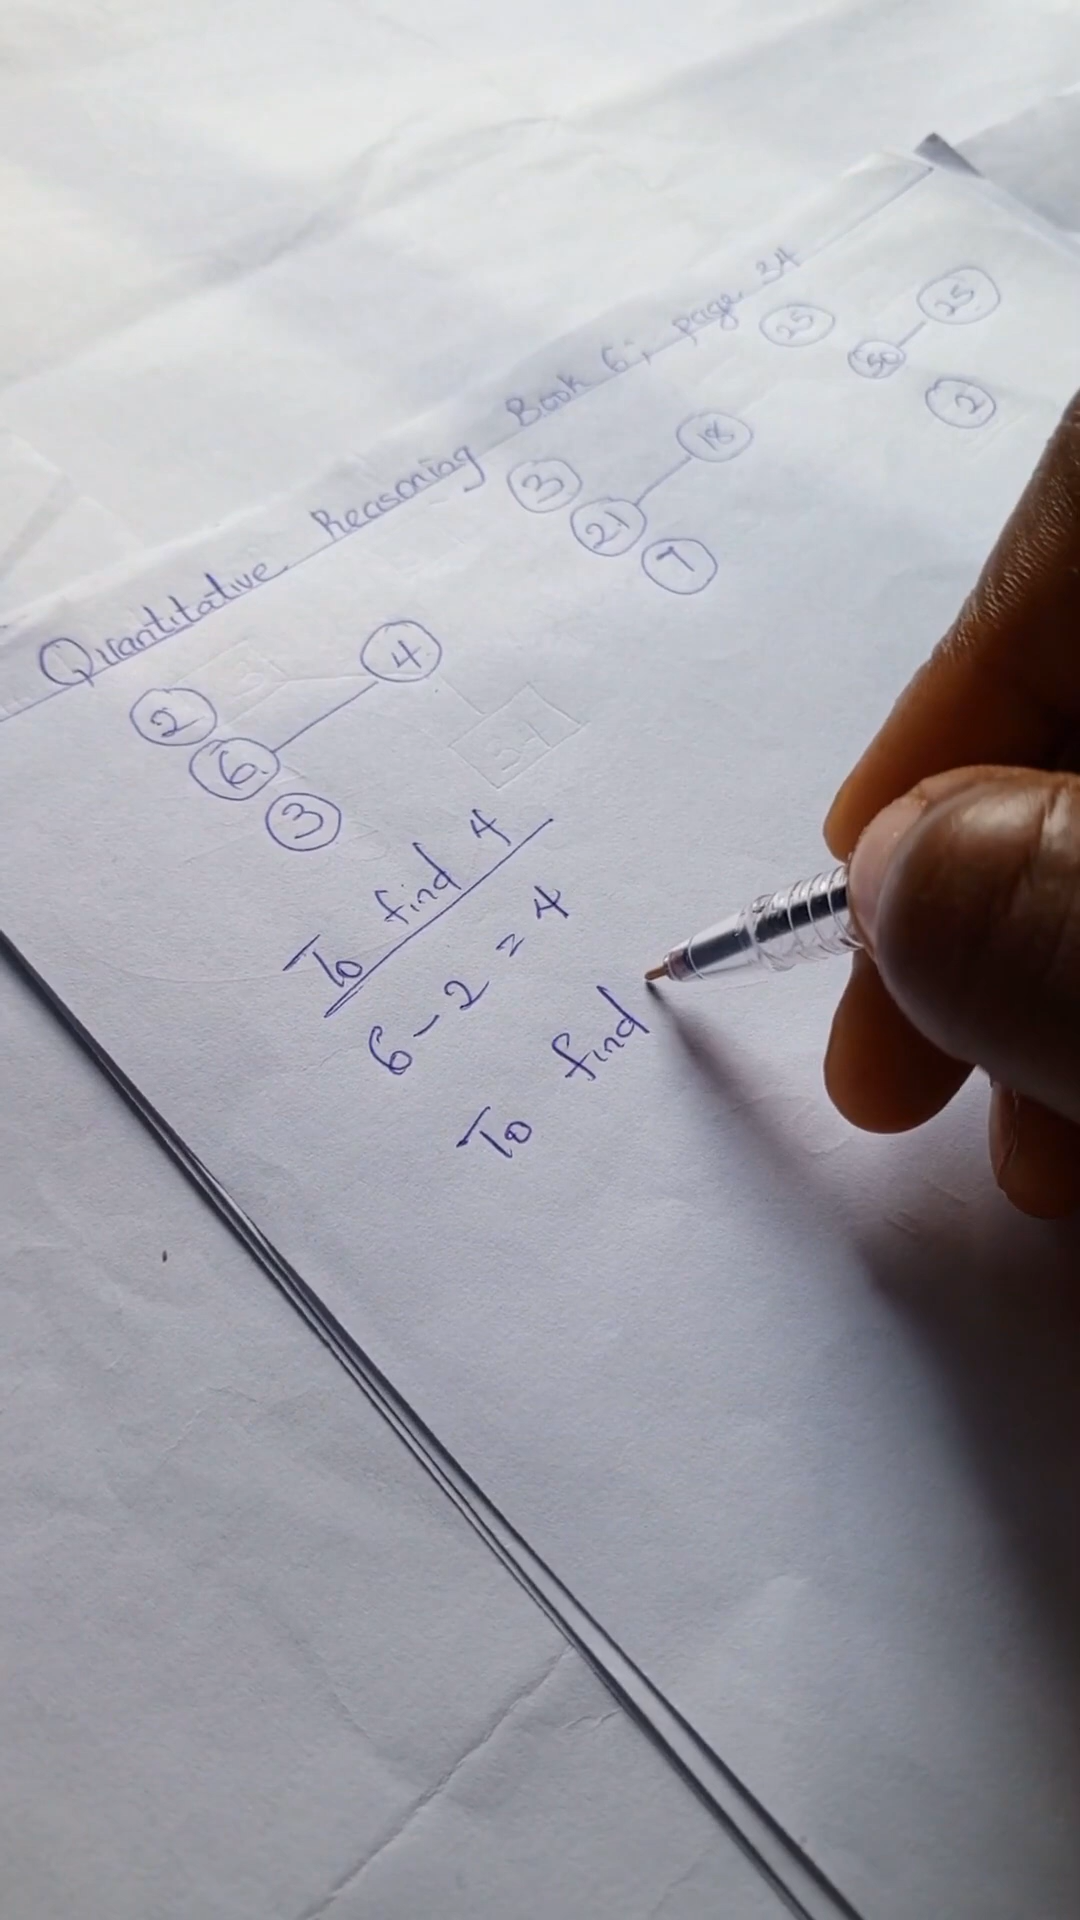 Quantitative Reasoning Book 6, page 34
2 6 3 4
3 21 7 18
25 50 2 25
To find 4
6 - 2 = 4
To find